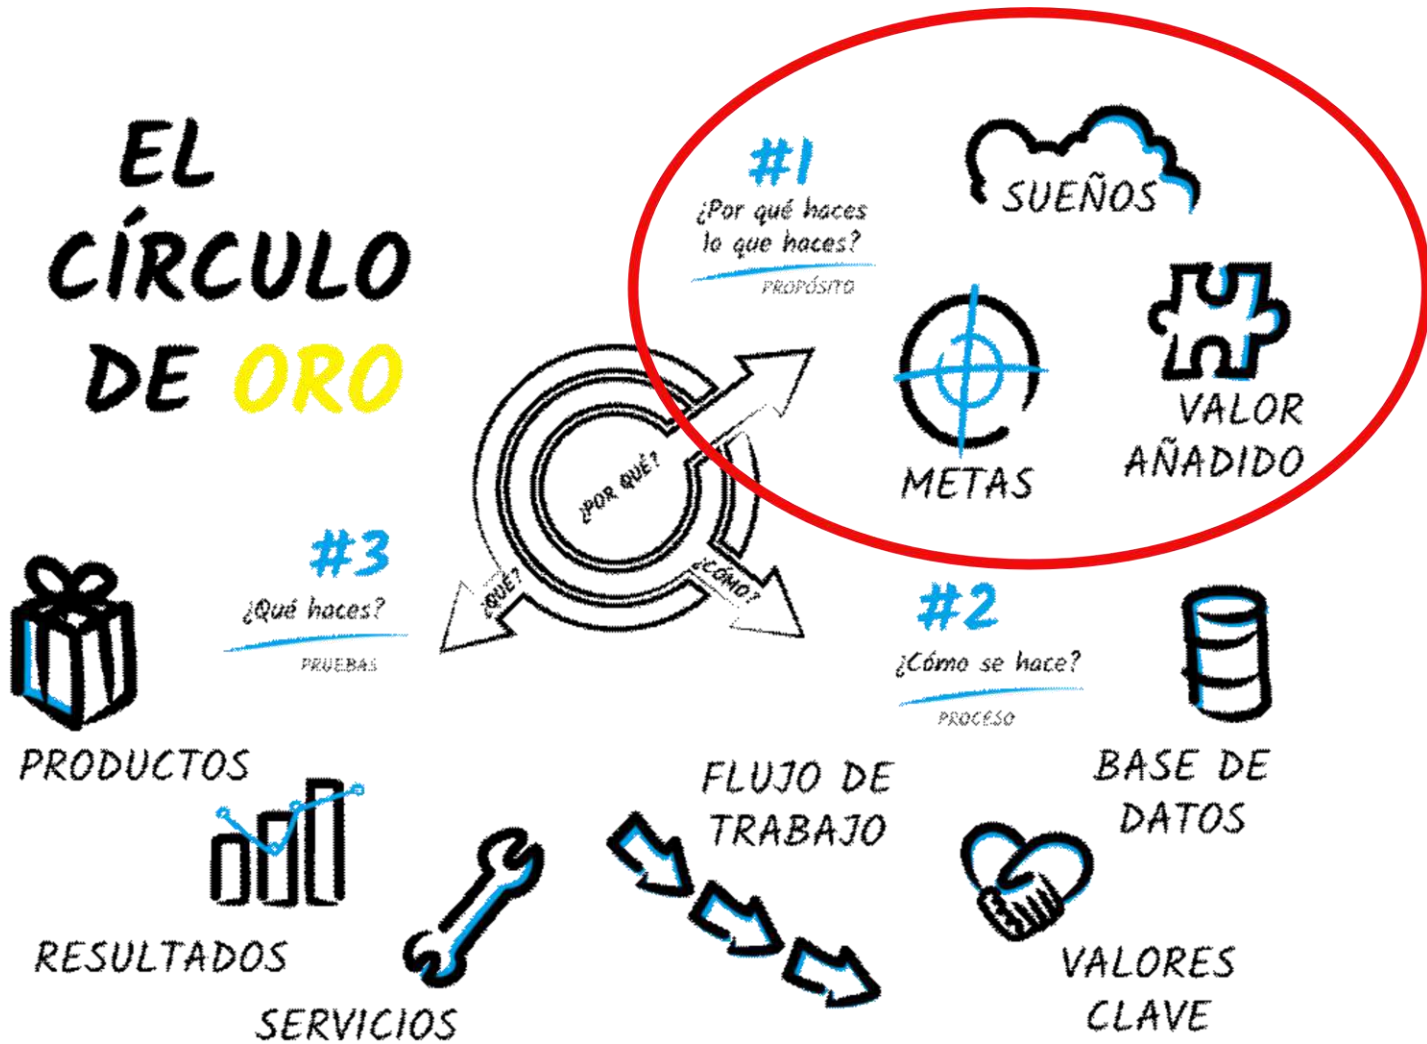 EL
CÍRCULO
DE ORO
#1
¿Por qué haces
lo que haces?
PROPÓSITO
SUEÑOS
METAS
VALOR
AÑADIDO
¿POR QUÉ?
¿CÓMO?
¿QUÉ?
#2
¿Cómo se hace?
PROCESO
BASE DE
DATOS
FLUJO DE
TRABAJO
VALORES
CLAVE
#3
¿Qué haces?
PRUEBAS
PRODUCTOS
RESULTADOS
SERVICIOS